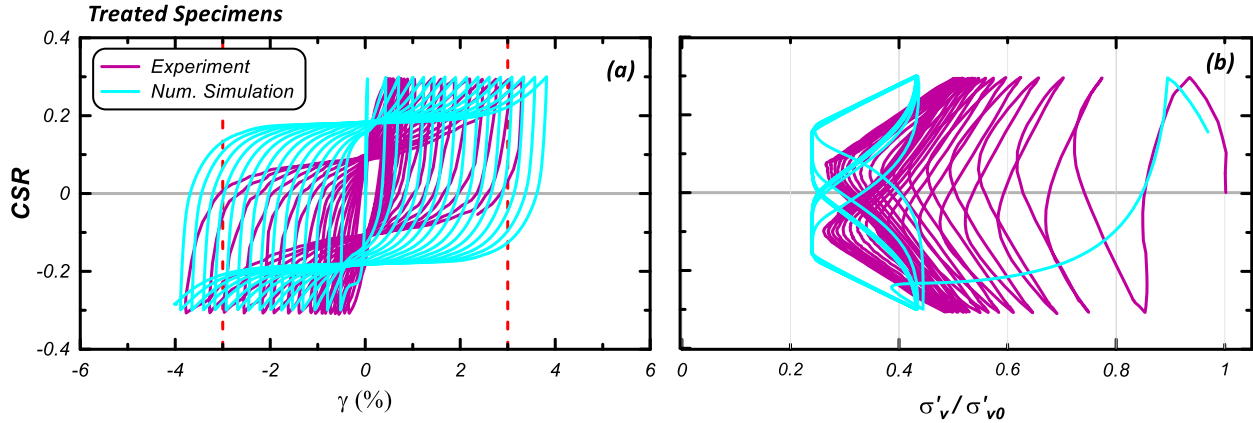 Treated Specimens
0.4
0.2
0
-0.2
-0.4
CSR
Experiment
Num. Simulation
(a)
-6 -4 -2 0 2 4 6
γ (%)
(b)
0 0.2 0.4 0.6 0.8 1
σ'v / σ'v0